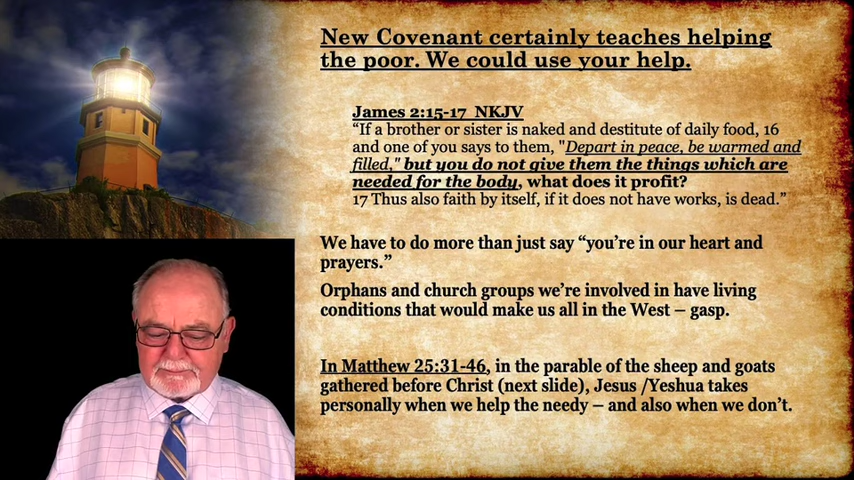 New Covenant certainly teaches helping
the poor. We could use your help.
James 2:15-17 NKJV
“If a brother or sister is naked and destitute of daily food, 16
and one of you says to them, "Depart in peace, be warmed and
filled," but you do not give them the things which are
needed for the body, what does it profit?
17 Thus also faith by itself, if it does not have works, is dead.”
We have to do more than just say “you’re in our heart and
prayers.”
Orphans and church groups we’re involved in have living
conditions that would make us all in the West – gasp.
In Matthew 25:31-46, in the parable of the sheep and goats
gathered before Christ (next slide), Jesus /Yeshua takes
personally when we help the needy – and also when we don’t.